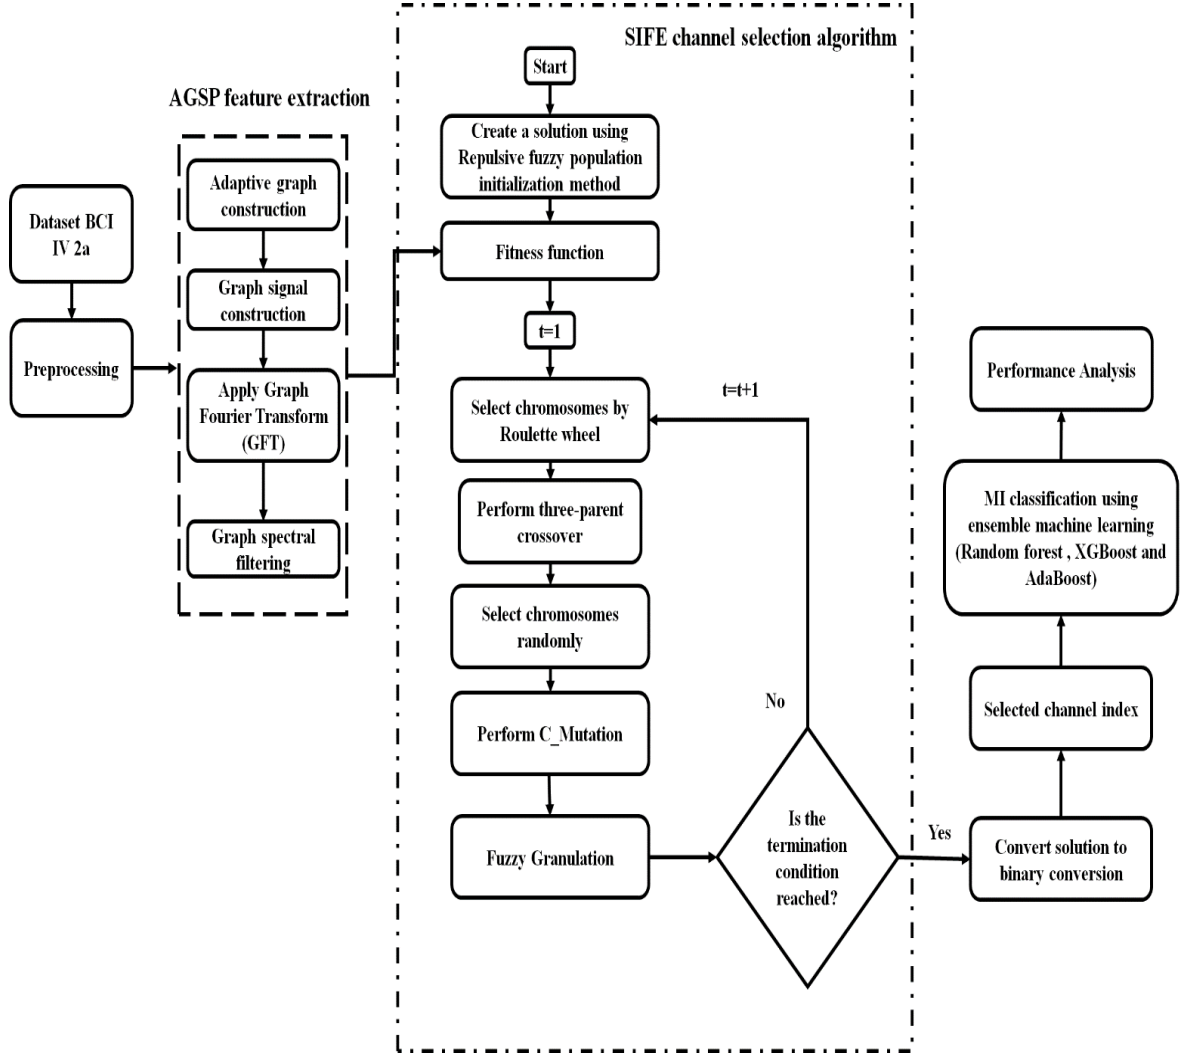 SIFE channel selection algorithm
AGSP feature extraction
Dataset BCI
IV 2a
Preprocessing
Adaptive graph
construction
Graph signal
construction
Apply Graph
Fourier Transform
(GFT)
Graph spectral
filtering
Start
Create a solution using
Repulsive fuzzy population
initialization method
Fitness function
t=1
Select chromosomes by
Roulette wheel
t=t+1
Perform three-parent
crossover
Select chromosomes
randomly
Perform C_Mutation
Fuzzy Granulation
No
Is the
termination
condition
reached?
Yes
Convert solution to
binary conversion
Selected channel index
MI classification using
ensemble machine learning
(Random forest , XGBoost and
AdaBoost)
Performance Analysis